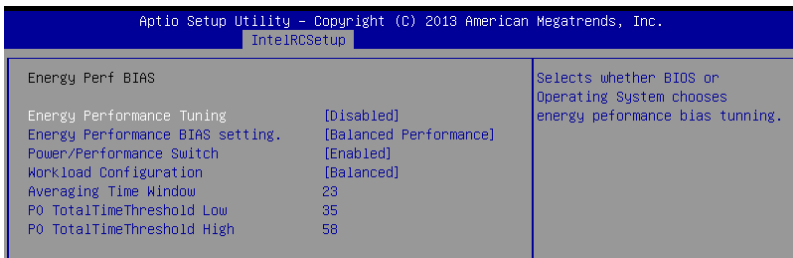 Aptio Setup Utility – Copyright (C) 2013 American Megatrends, Inc.
IntelRCSetup
Energy Perf BIAS
Energy Performance Tuning [Disabled]
Energy Performance BIAS setting. [Balanced Performance]
Power/Performance Switch [Enabled]
Workload Configuration [Balanced]
Averaging Time Window 23
P0 TotalTimeThreshold Low 35
P0 TotalTimeThreshold High 58
Selects whether BIOS or
Operating System chooses
energy peformance bias tunning.